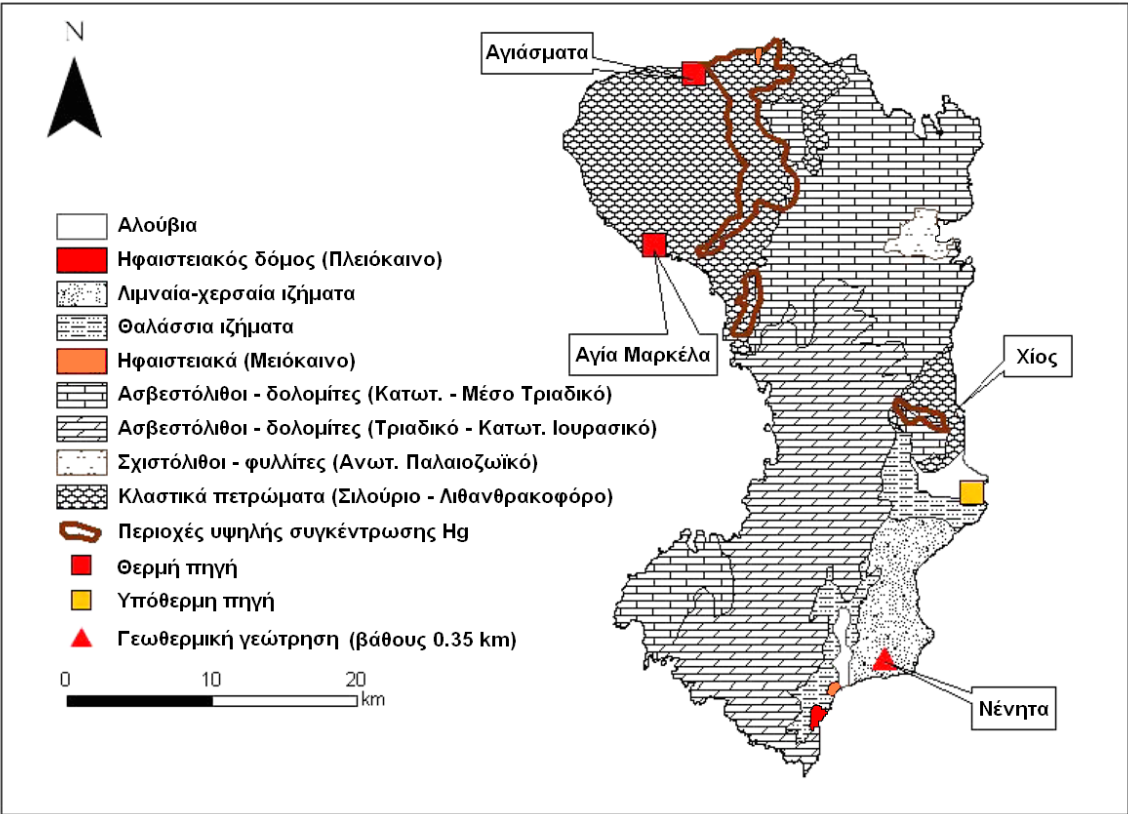 N
Αγιάσματα
Αλούβια
Ηφαιστειακός δόμος (Πλειόκαινο)
Λιμναία-χερσαία ιζήματα
Θαλάσσια ιζήματα
Ηφαιστειακά (Μειόκαινο)
Ασβεστόλιθοι - δολομίτες (Κατωτ. - Μέσο Τριαδικό)
Ασβεστόλιθοι - δολομίτες (Τριαδικό - Κατωτ. Ιουρασικό)
Σχιστόλιθοι - φυλλίτες (Ανωτ. Παλαιοζωϊκό)
Κλαστικά πετρώματα (Σιλούριο - Λιθανθρακοφόρο)
Περιοχές υψηλής συγκέντρωσης Hg
Θερμή πηγή
Υπόθερμη πηγή
Γεωθερμική γεώτρηση (βάθους 0.35 km)
0 10 20
km
Αγία Μαρκέλα
Χίος
Νένητα